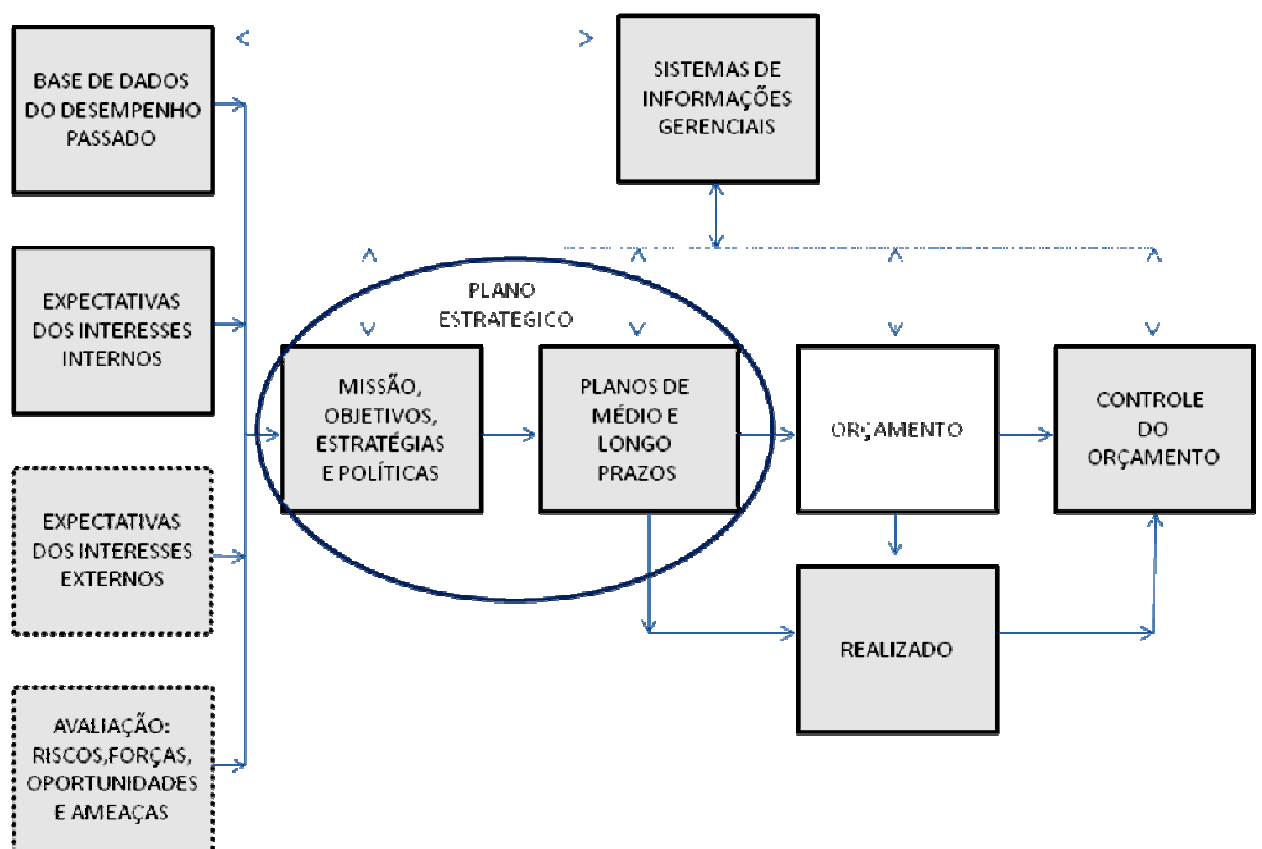 BASE DE DADOS
DO DESEMPENHO
PASSADO
SISTEMAS DE
INFORMAÇÕES
GERENCIAIS
EXPECTATIVAS
DOS INTERESSES
INTERNOS
PLANO
ESTRATEGICO
MISSÃO,
OBJETIVOS,
ESTRATÉGIAS
E POLÍTICAS
PLANOS DE
MÉDIO E
LONGO
PRAZOS
ORÇAMENTO
CONTROLE
DO
ORÇAMENTO
EXPECTATIVAS
DOS INTERESSES
EXTERNOS
REALIZADO
AVALIAÇÃO:
RISCOS,FORÇAS,
OPORTUNIDADES
E AMEAÇAS